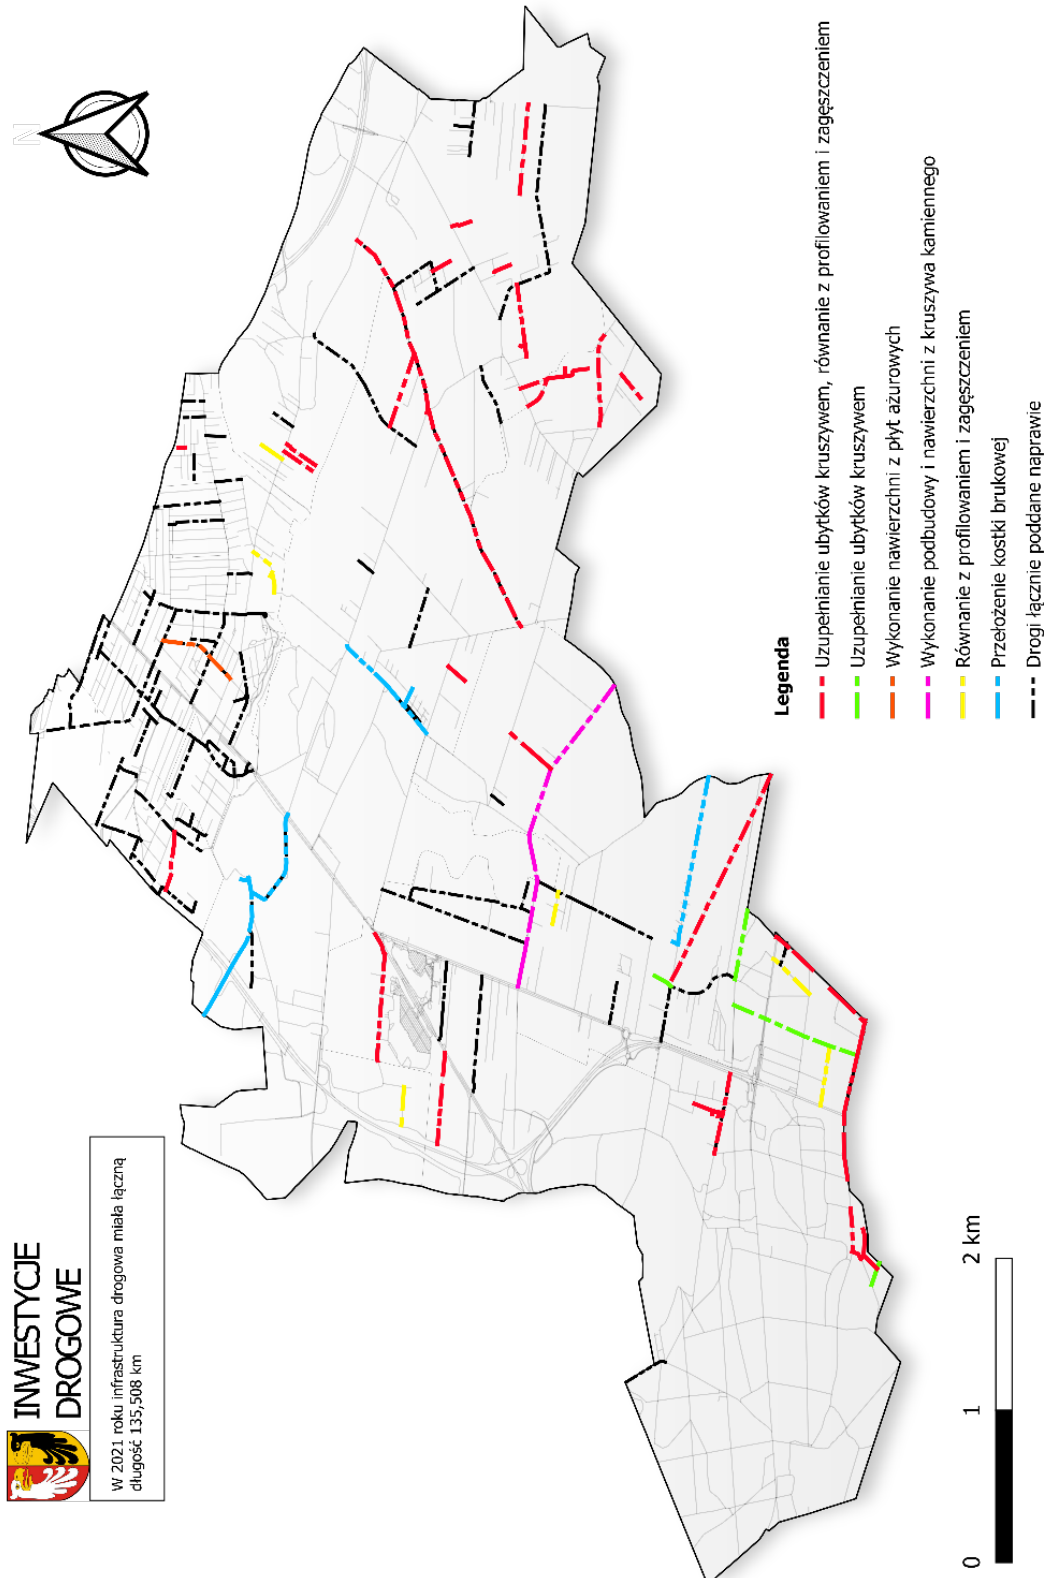 INWESTYCJE
DROGOWE
W 2021 roku infrastruktura drogowa miała łączną
długość 135,508 km
N
Legenda
Uzupełnianie ubytków kruszywem, równanie z profilowaniem i zagęszczeniem
Uzupełnianie ubytków kruszywem
Wykonanie nawierzchni z płyt ażurowych
Wykonanie podbudowy i nawierzchni z kruszywa kamiennego
Równanie z profilowaniem i zagęszczeniem
Przełożenie kostki brukowej
Drogi łącznie poddane naprawie
0 1 2 km